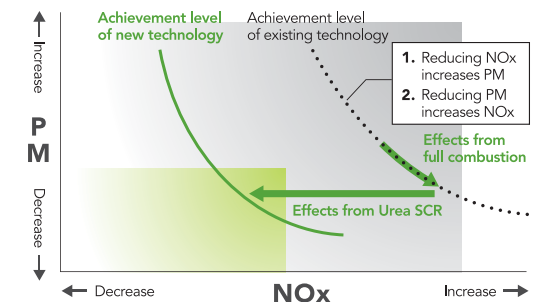 Achievement level
of new technology
Achievement level
of existing technology
1. Reducing NOx
increases PM
2. Reducing PM
increases NOx
Increase
P
M
Decrease
Effects from
full combustion
Effects from Urea SCR
Decrease
NOx
Increase